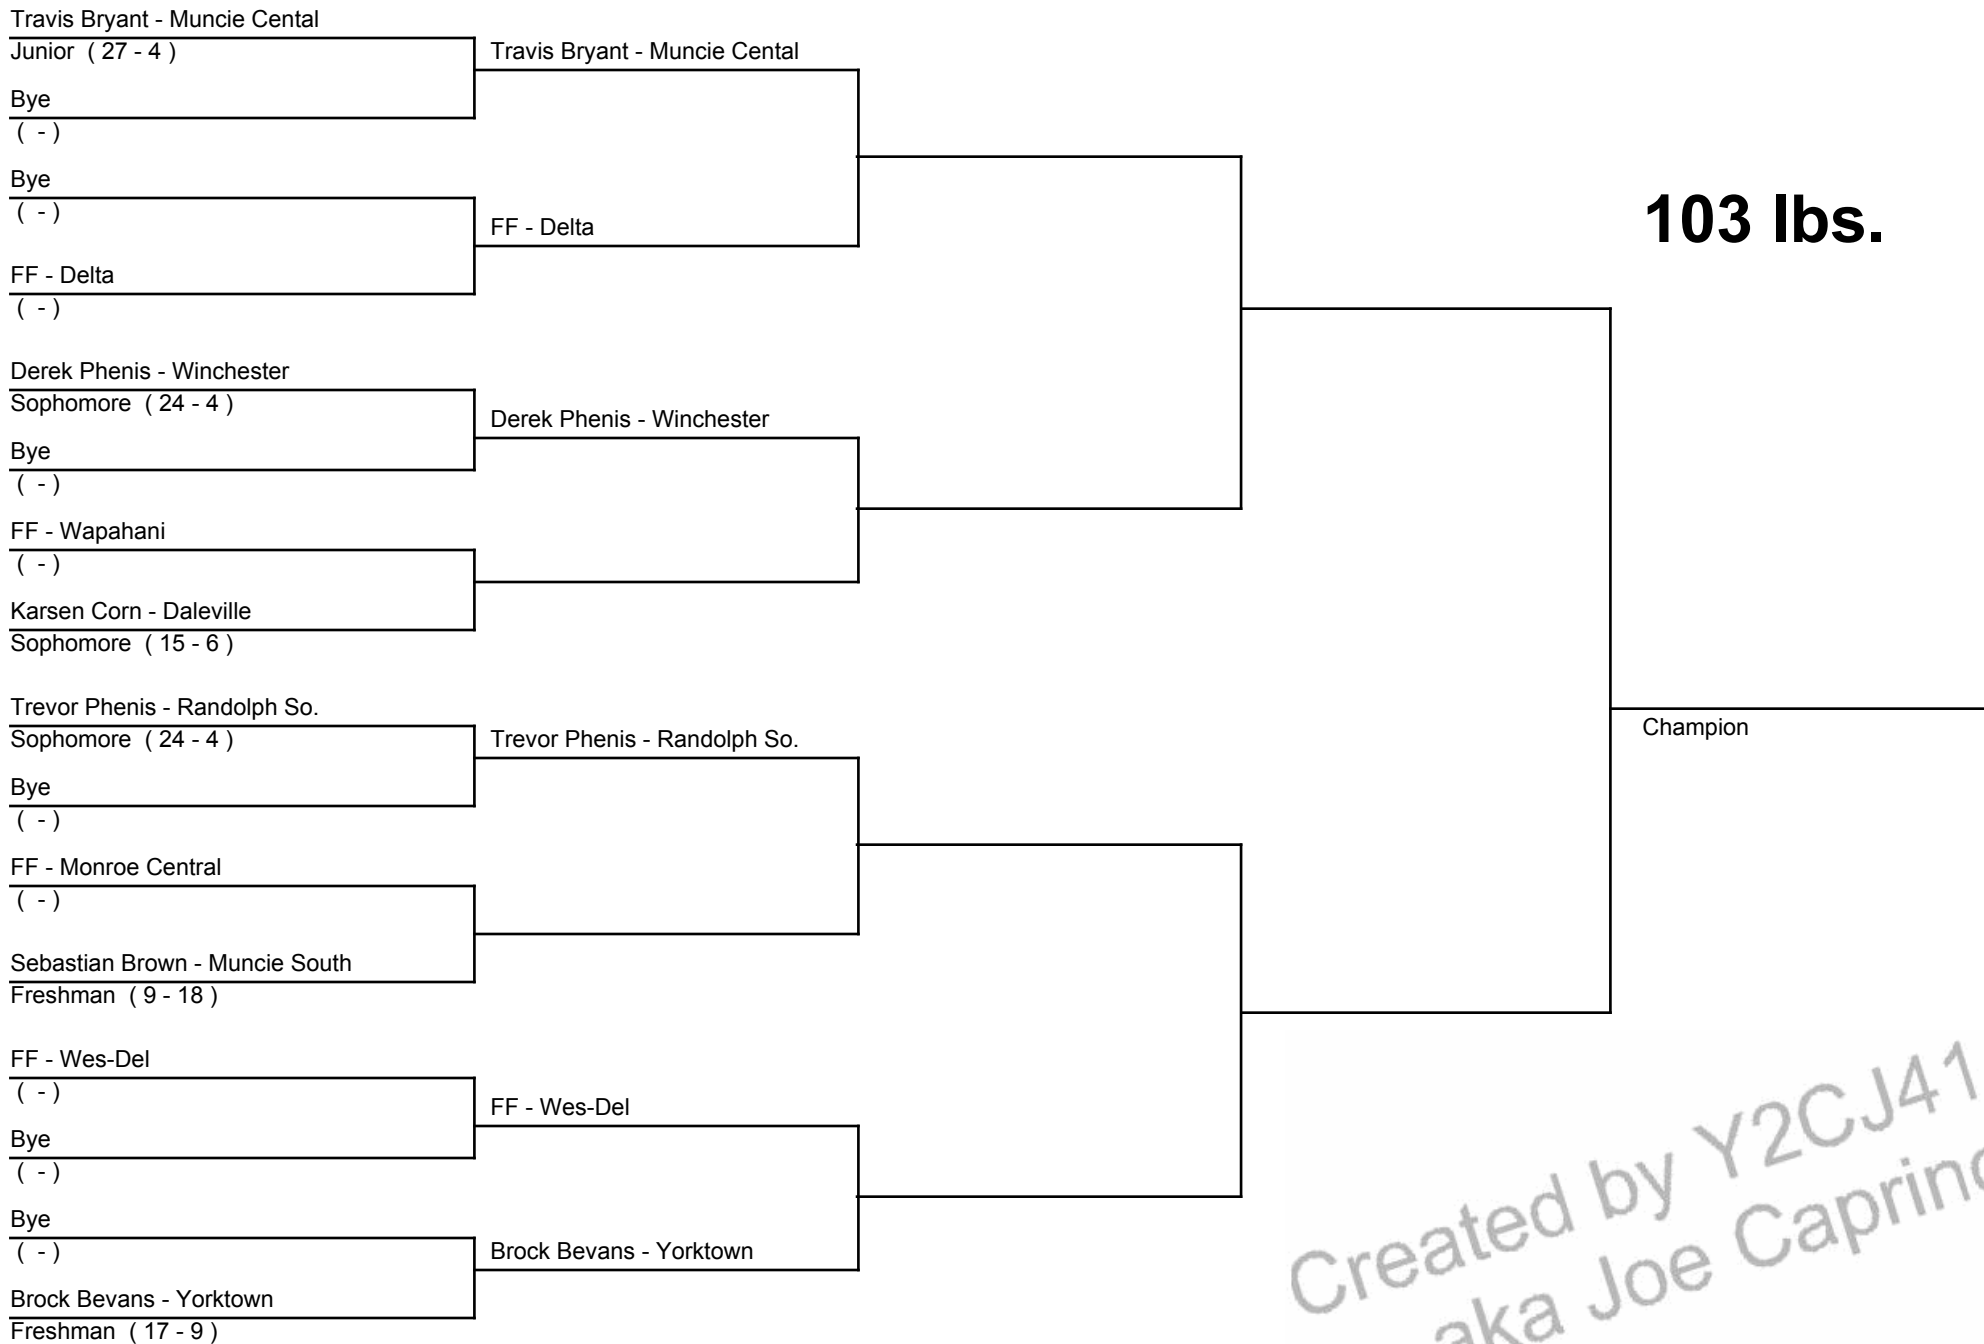 Travis Bryant - Muncie Cental
Junior ( 27 - 4 )
Bye
( - )
Bye
( - )
FF - Delta
( - )
Derek Phenis - Winchester
Sophomore ( 24 - 4 )
Bye
( - )
FF - Wapahani
( - )
Karsen Corn - Daleville
Sophomore ( 15 - 6 )
Trevor Phenis - Randolph So.
Sophomore ( 24 - 4 )
Bye
( - )
FF - Monroe Central
( - )
Sebastian Brown - Muncie South
Freshman ( 9 - 18 )
FF - Wes-Del
( - )
Bye
( - )
Bye
( - )
Brock Bevans - Yorktown
Freshman ( 17 - 9 )
Travis Bryant - Muncie Cental
FF - Delta
Derek Phenis - Winchester
Trevor Phenis - Randolph So.
FF - Wes-Del
Brock Bevans - Yorktown
103 lbs.
Champion
Created by Y2CJ41
aka Joe